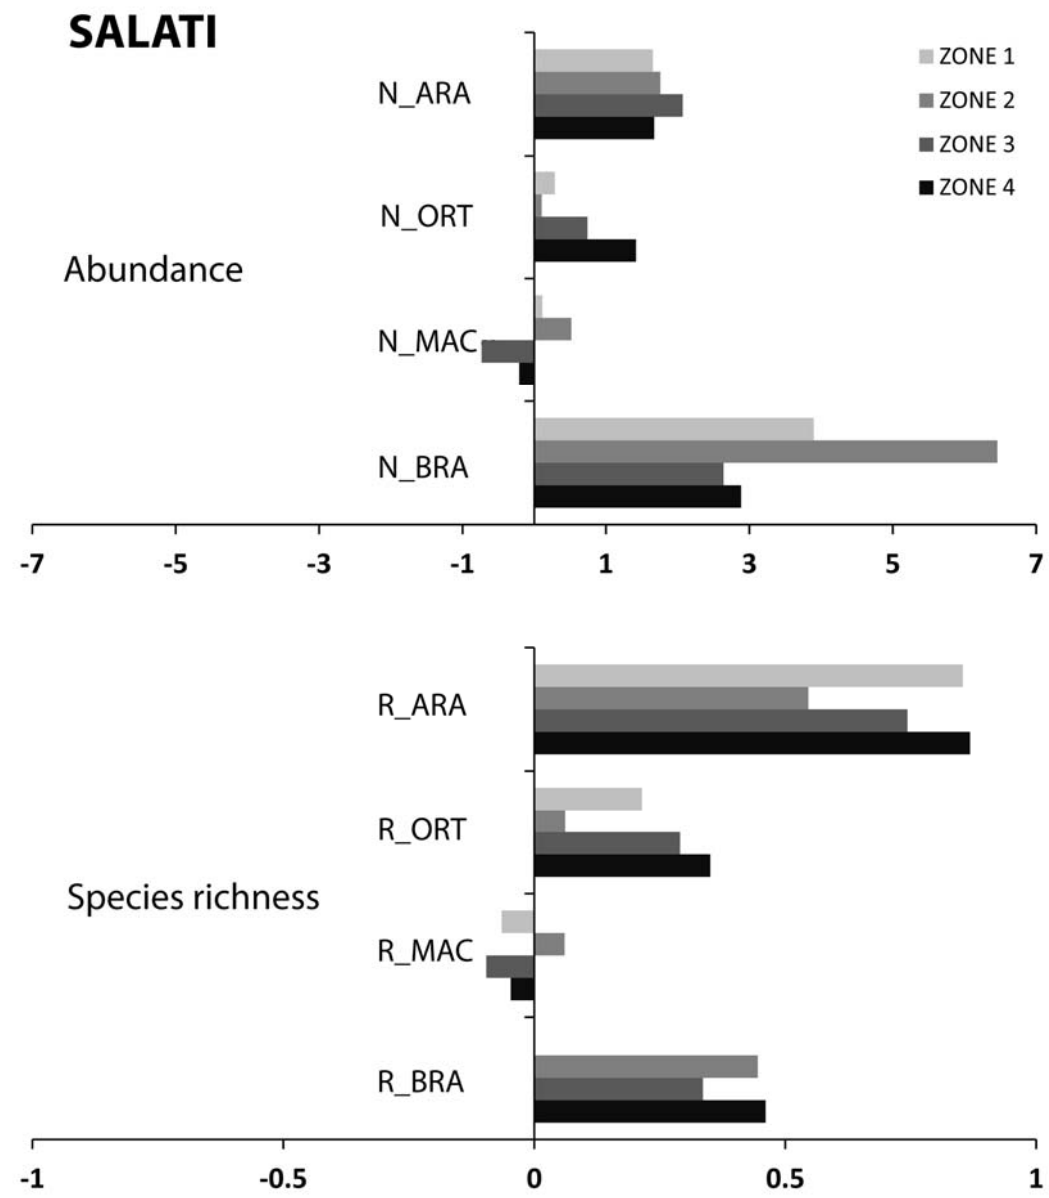 SALATI
ZONE 1
ZONE 2
ZONE 3
ZONE 4
N_ARA
N_ORT
Abundance
N_MAC
N_BRA
-7 -5 -3 -1 1 3 5 7
R_ARA
R_ORT
Species richness
R_MAC
R_BRA
-1 -0.5 0 0.5 1